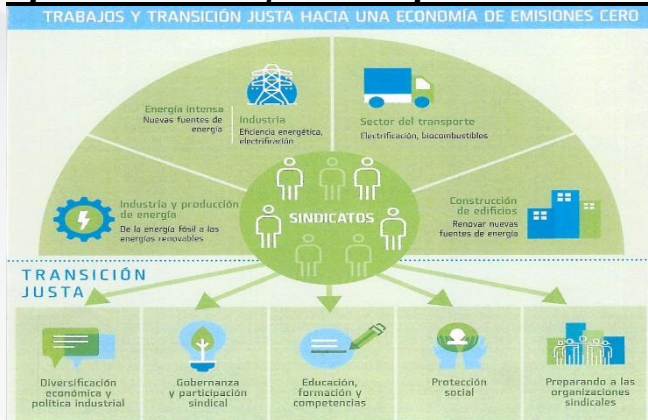 TRABAJOS Y TRANSICIÓN JUSTA HACIA UNA ECONOMÍA DE EMISIONES CERO
Energía intensa
Nuevas fuentes de
energía
Industria
Eficiencia energética,
electrificación
Sector del transporte
Electrificación, biocombustibles
Industria y producción
de energía
De la energía fósil a las
energías renovables
SINDICATOS
Construcción
de edificios
Renovar nuevas
fuentes de energía
TRANSICIÓN
JUSTA
Diversificación
económica y
política industrial
Gobernanza
y participación
sindical
Educación,
formación y
competencias
Protección
social
Preparando a las
organizaciones
sindicales